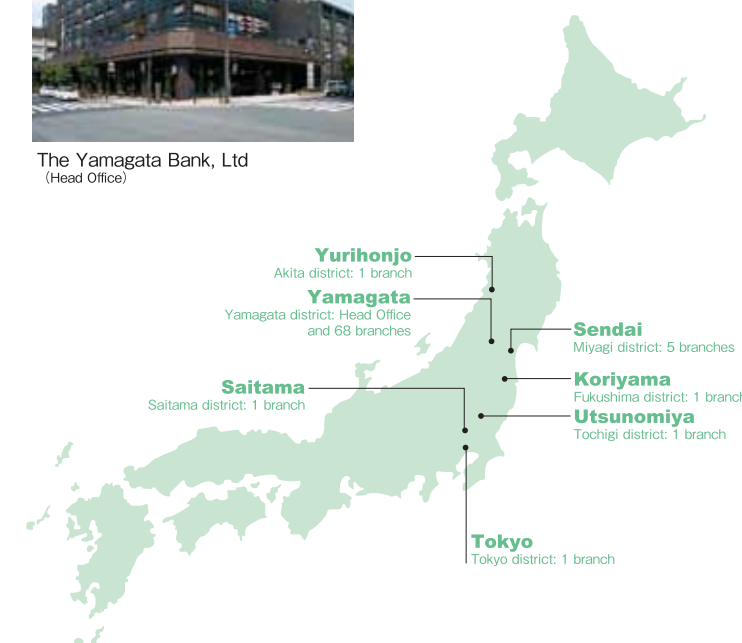 The Yamagata Bank, Ltd
(Head Office)
Yurihonjo
Akita district: 1 branch
Yamagata
Yamagata district: Head Office
and 68 branches
Sendai
Miyagi district: 5 branches
Koriyama
Fukushima district: 1 branch
Saitama
Saitama district: 1 branch
Utsunomiya
Tochigi district: 1 branch
Tokyo
Tokyo district: 1 branch